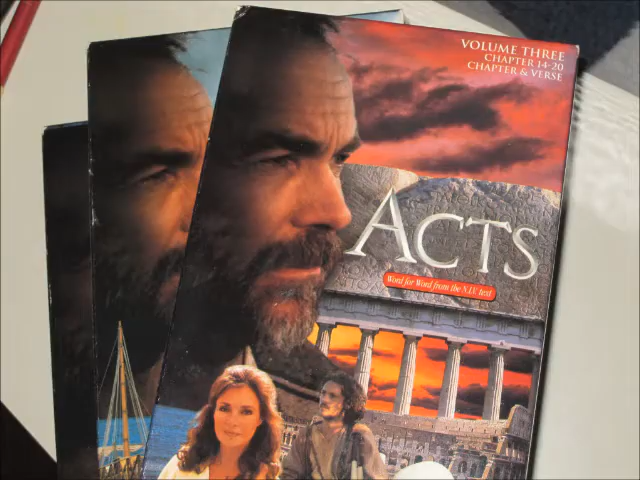 VOLUME THREE
CHAPTER 14-20
CHAPTER & VERSE
ACTS
Word for Word from the N.I.V. text